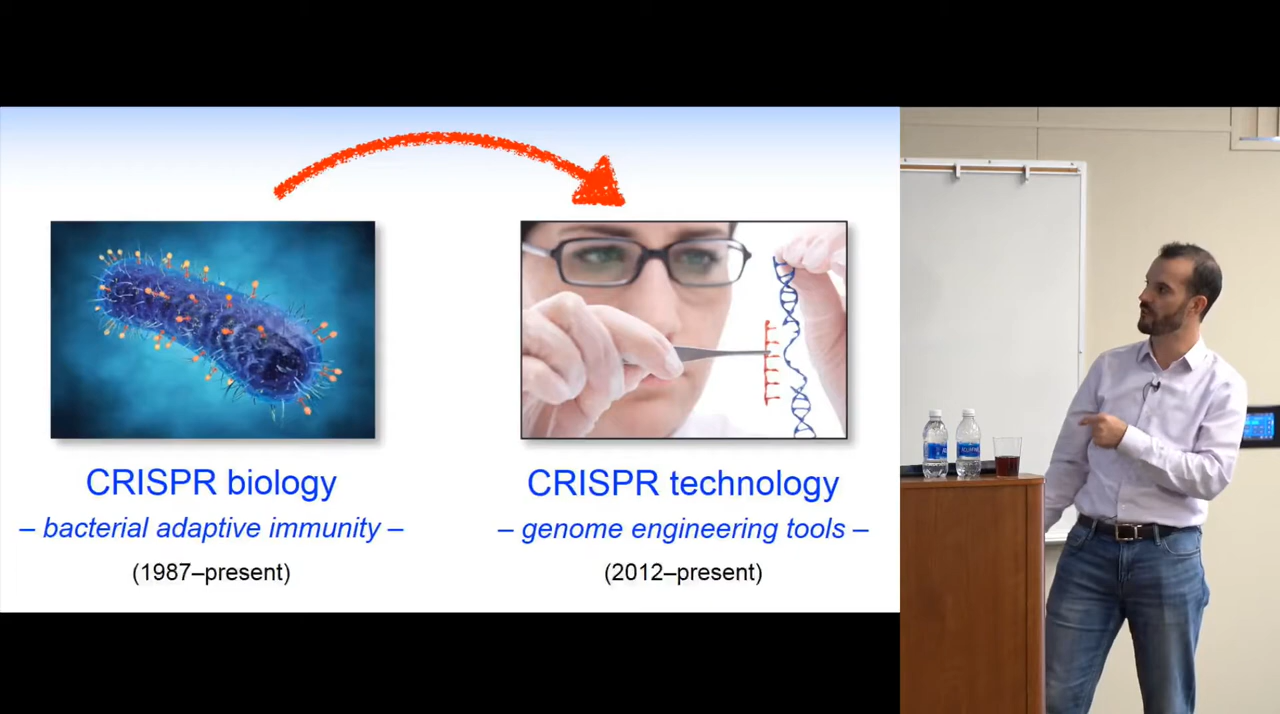 CRISPR biology
– bacterial adaptive immunity –
(1987–present)
CRISPR technology
– genome engineering tools –
(2012–present)